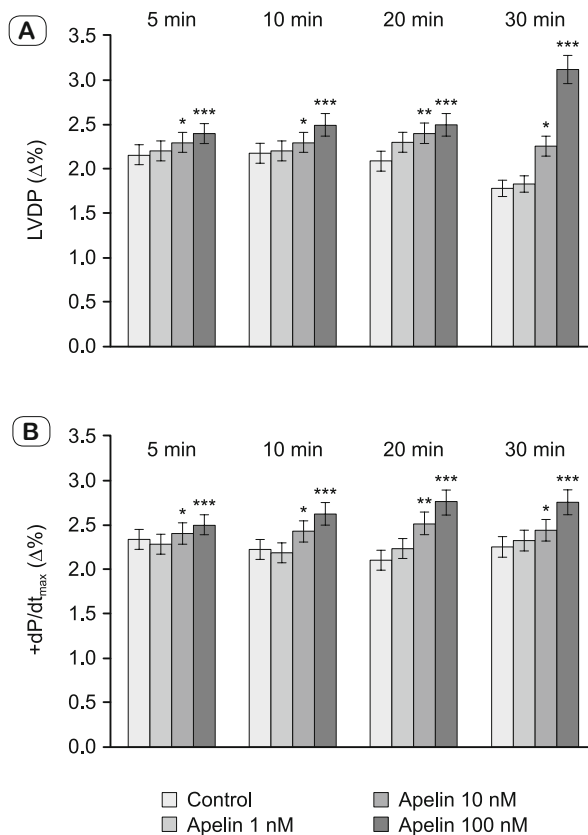 A
5 min 10 min 20 min 30 min
LVDP (Δ%)
3.5
3.0
2.5
2.0
1.5
1.0
0.5
0.0
* *** * *** ** *** * ***
B
5 min 10 min 20 min 30 min
+dP/dtmax (Δ%)
3.5
3.0
2.5
2.0
1.5
1.0
0.5
0.0
* *** * *** ** *** * ***
Control Apelin 10 nM
Apelin 1 nM Apelin 100 nM